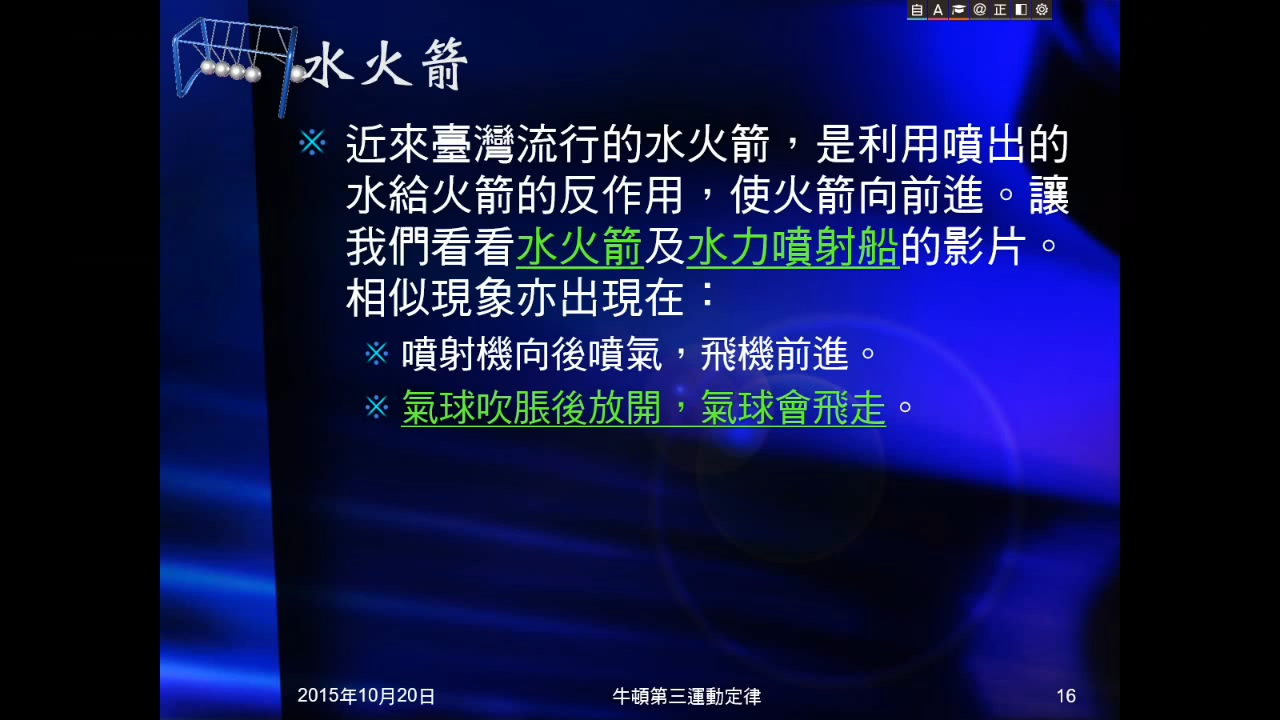 自 A @ 正
水火箭
※ 近來臺灣流行的水火箭，是利用噴出的
水給火箭的反作用，使火箭向前進。讓
我們看看水火箭及水力噴射船的影片。
相似現象亦出現在：
※ 噴射機向後噴氣，飛機前進。
※ 氣球吹脹後放開，氣球會飛走。
2015年10月20日 牛頓第三運動定律 16